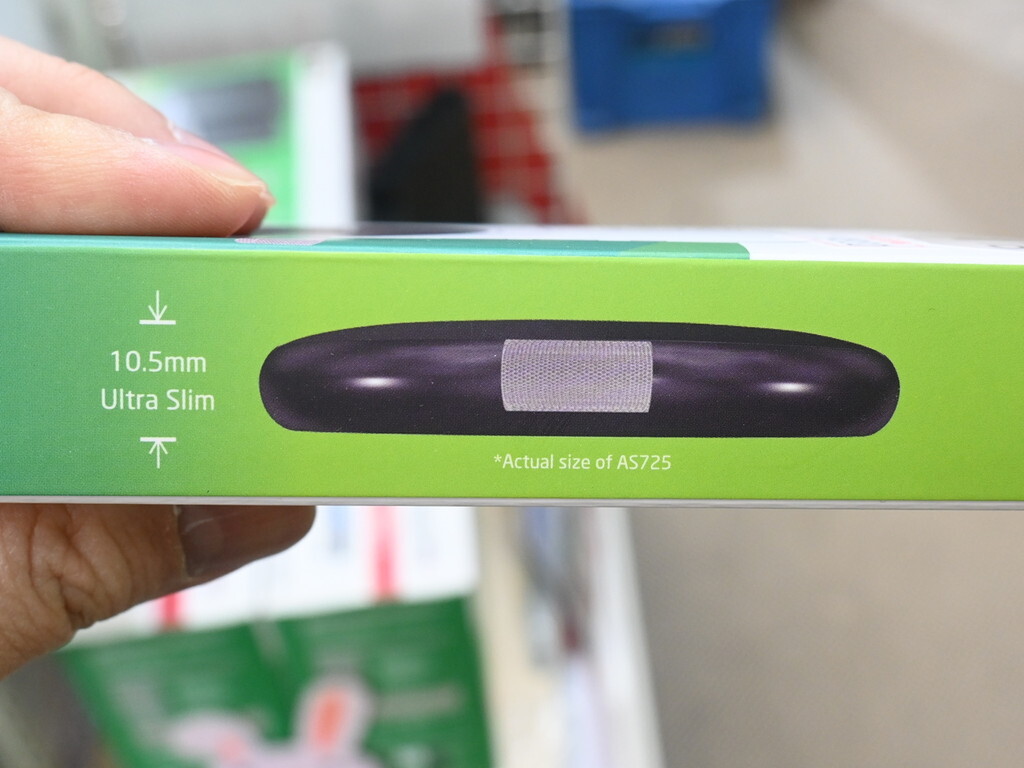 10.5mm
Ultra Slim
*Actual size of AS725